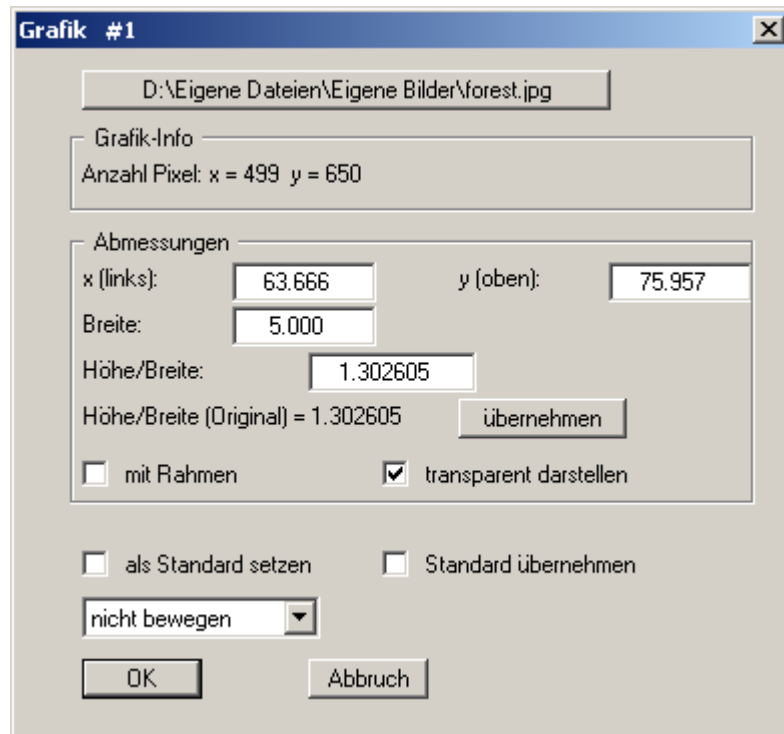 Grafik #1
D:\Eigene Dateien\Eigene Bilder\forest.jpg
Grafik-Info
Anzahl Pixel: x = 499 y = 650
Abmessungen
x (links): 63.666 y (oben): 75.957
Breite: 5.000
Höhe/Breite: 1.302605
Höhe/Breite (Original) = 1.302605 übernehmen
mit Rahmen transparent darstellen
als Standard setzen Standard übernehmen
nicht bewegen
OK Abbruch